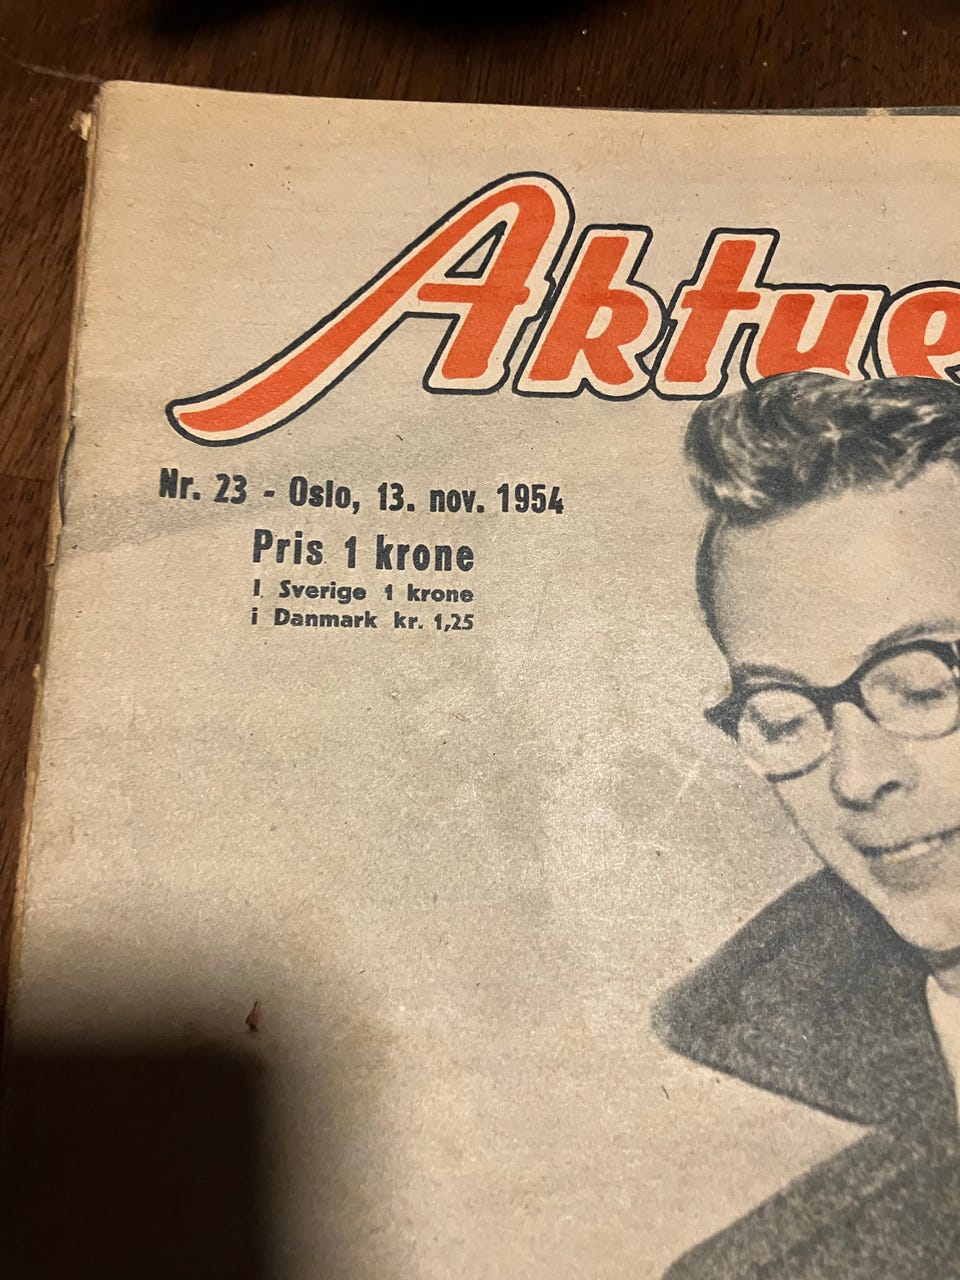 Aktue
Nr. 23 - Oslo, 13. nov. 1954
Pris 1 krone
I Sverige 1 krone
i Danmark kr. 1,25